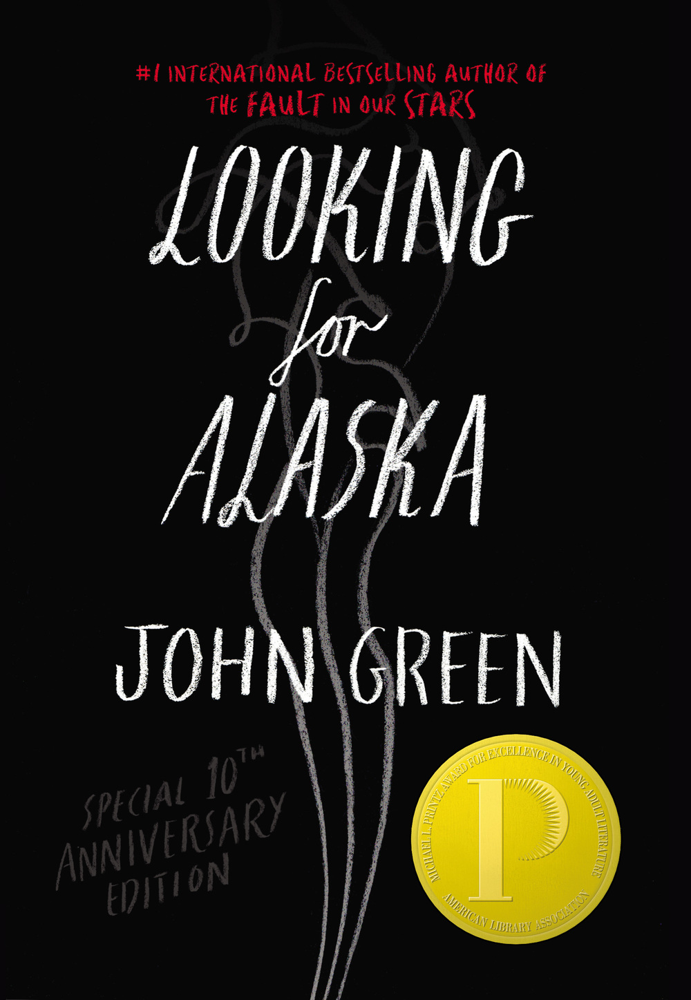 #1 INTERNATIONAL BESTSELLING AUTHOR OF
THE FAULT IN OUR STARS
LOOKING
for
ALASKA
JOHN GREEN
SPECIAL 10TH
ANNIVERSARY
EDITION
MICHAEL L. PRINTZ AWARD FOR EXCELLENCE IN YOUNG ADULT LITERATURE
P
AMERICAN LIBRARY ASSOCIATION